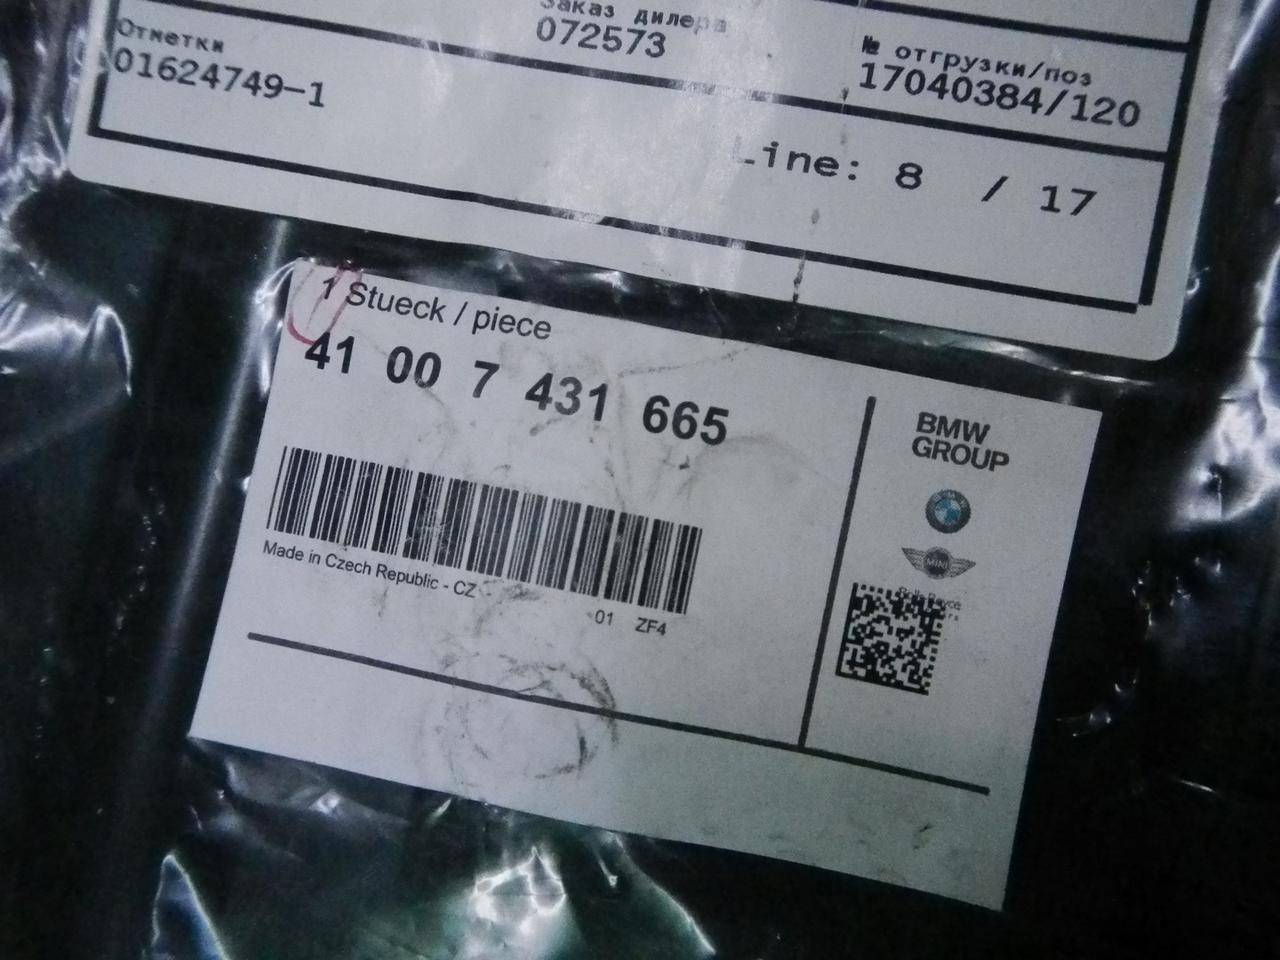 Заказ дилера
072573
Отметки
01624749-1
№ отгрузки/поз
17040384/120
Line: 8 / 17
1 Stueck / piece
41 00 7 431 665
Made in Czech Republic - CZ
01 ZF4
BMW
GROUP
MINI